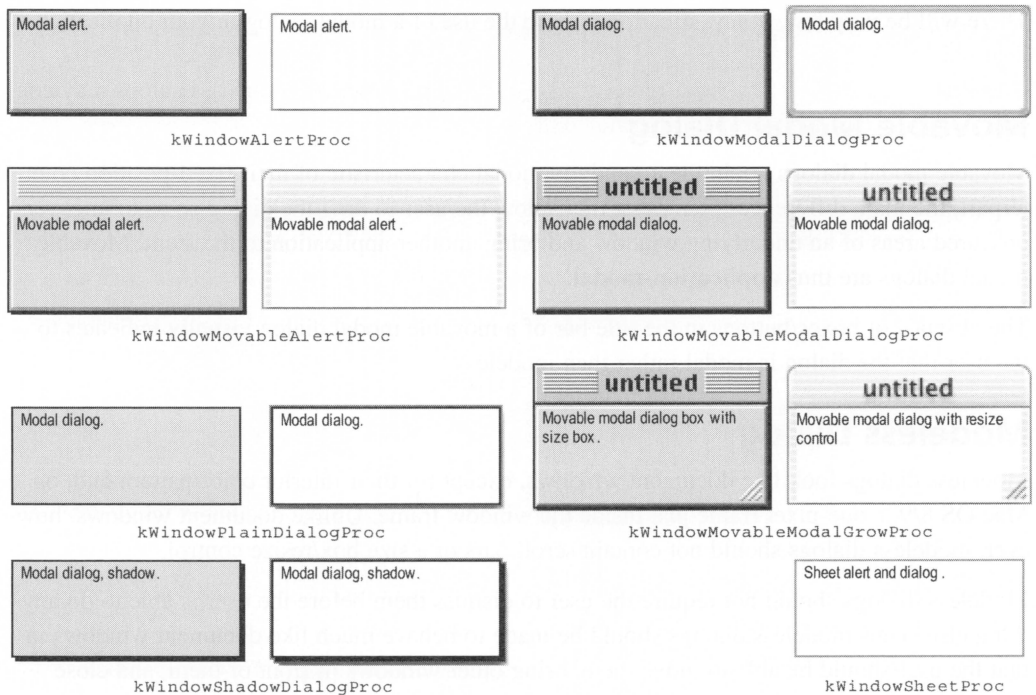 Modal alert.
Modal alert.
Modal dialog.
Modal dialog.
kWindowAlertProc
kWindowModalDialogProc
untitled
untitled
Movable modal alert.
Movable modal alert .
Movable modal dialog.
Movable modal dialog.
kWindowMovableAlertProc
kWindowMovableModalDialogProc
untitled
untitled
Modal dialog.
Modal dialog.
Movable modal dialog box with
size box .
Movable modal dialog with resize
control
kWindowPlainDialogProc
kWindowMovableModalGrowProc
Modal dialog, shadow.
Modal dialog, shadow.
Sheet alert and dialog .
kWindowShadowDialogProc
kWindowSheetProc